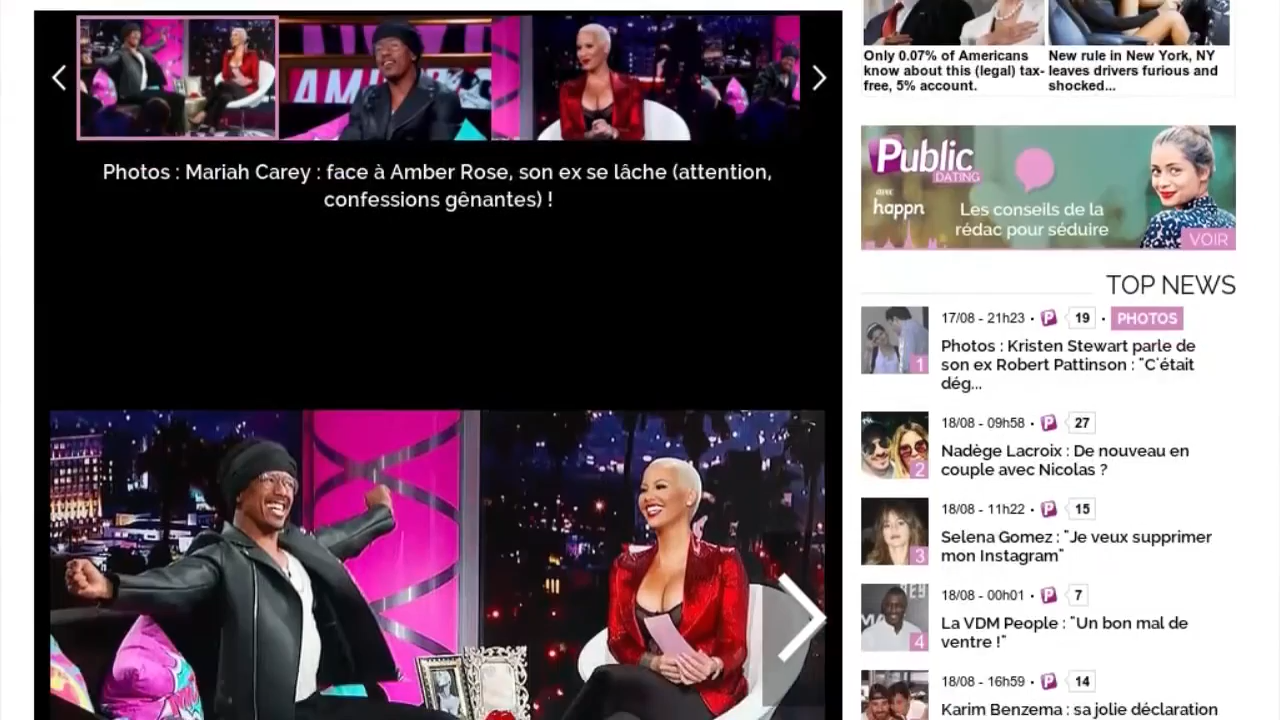 Only 0.07% of Americans
know about this (legal) tax-
free, 5% account.
New rule in New York, NY
leaves drivers furious and
shocked...
Photos : Mariah Carey : face à Amber Rose, son ex se lâche (attention,
confessions gênantes) !
Public
DATING
avec
happn
Les conseils de la
rédac pour séduire
VOIR
TOP NEWS
17/08 - 21h23 • P 19 • PHOTOS
Photos : Kristen Stewart parle de
son ex Robert Pattinson : "C'était
dég...
1
18/08 - 09h58 • P 27
Nadège Lacroix : De nouveau en
couple avec Nicolas ?
2
18/08 - 11h22 • P 15
Selena Gomez : "Je veux supprimer
mon Instagram"
3
18/08 - 00h01 • P 7
La VDM People : "Un bon mal de
ventre !"
4
18/08 - 16h59 • P 14
Karim Benzema : sa jolie déclaration